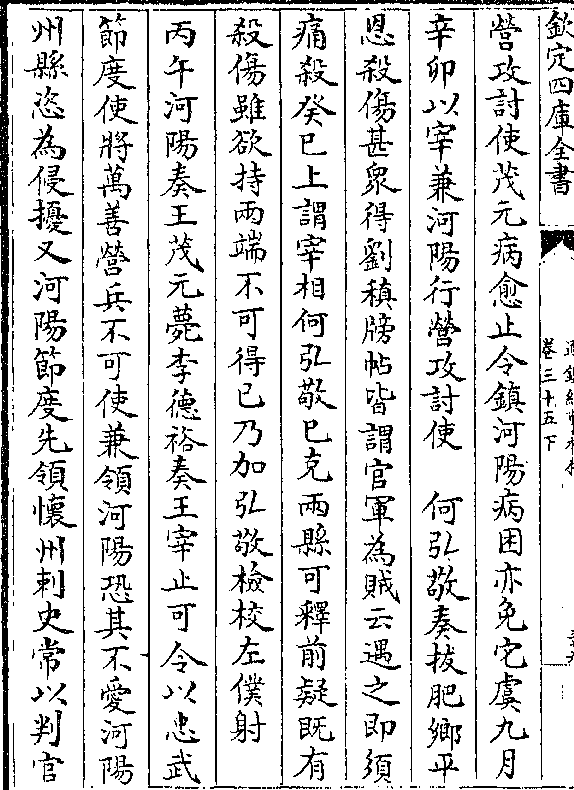 欽定四庫全書
卷三十五下
營攻討使茂元病愈止令鎮河陽病困亦免它虞九月
辛卯以宰兼河陽行營攻討使　何弘敬奏拔肥鄉平
恩殺傷甚衆得劉稹牓帖皆謂官軍為賊云遇之即須
痛殺癸巳上謂宰相何弘敬已克兩縣可釋前疑既有
殺傷雖欲持兩端不可得已乃加弘敬檢校左僕射
丙午河陽奏王茂元薨李德裕奏王宰止可令以忠武
節度使將萬善營兵不可使兼領河陽恐其不愛河陽
州縣恣為侵擾又河陽節度先領懷州刺史常以判官